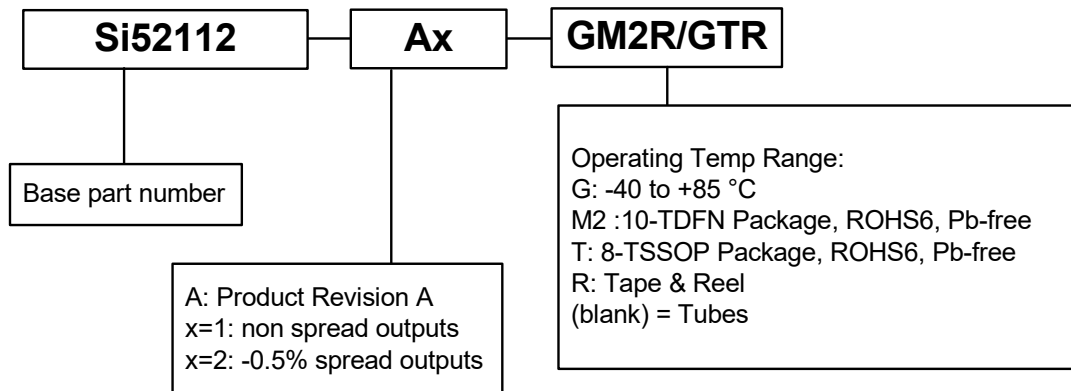 Si52112
Ax
GM2R/GTR
Base part number
Operating Temp Range:
G: -40 to +85 °C
M2 :10-TDFN Package, ROHS6, Pb-free
T: 8-TSSOP Package, ROHS6, Pb-free
R: Tape & Reel
(blank) = Tubes
A: Product Revision A
x=1: non spread outputs
x=2: -0.5% spread outputs